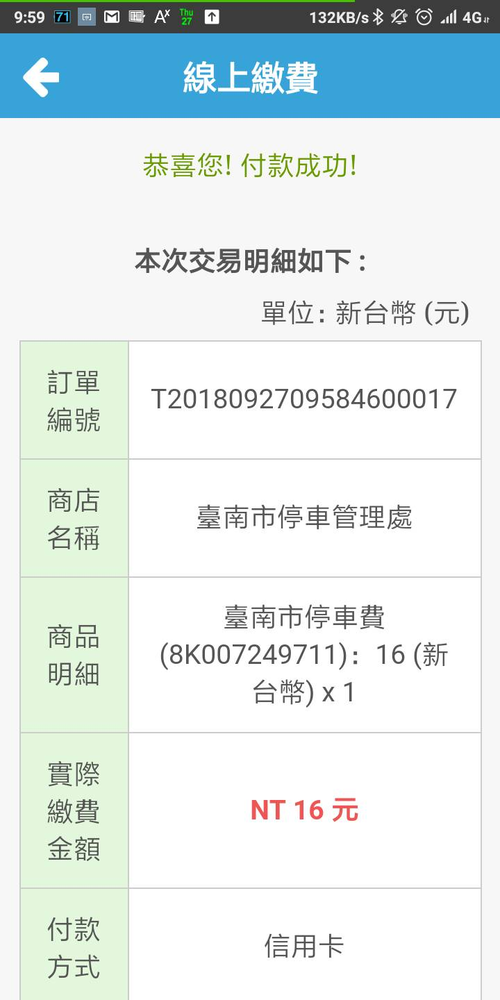 9:59 71 Thu 27 132KB/s 4G
線上繳費
恭喜您! 付款成功!
本次交易明細如下 :
單位: 新台幣 (元)
訂單
編號
T2018092709584600017
商店
名稱
臺南市停車管理處
商品
明細
臺南市停車費
(8K007249711): 16 (新
台幣) x 1
實際
繳費
金額
NT 16 元
付款
方式
信用卡